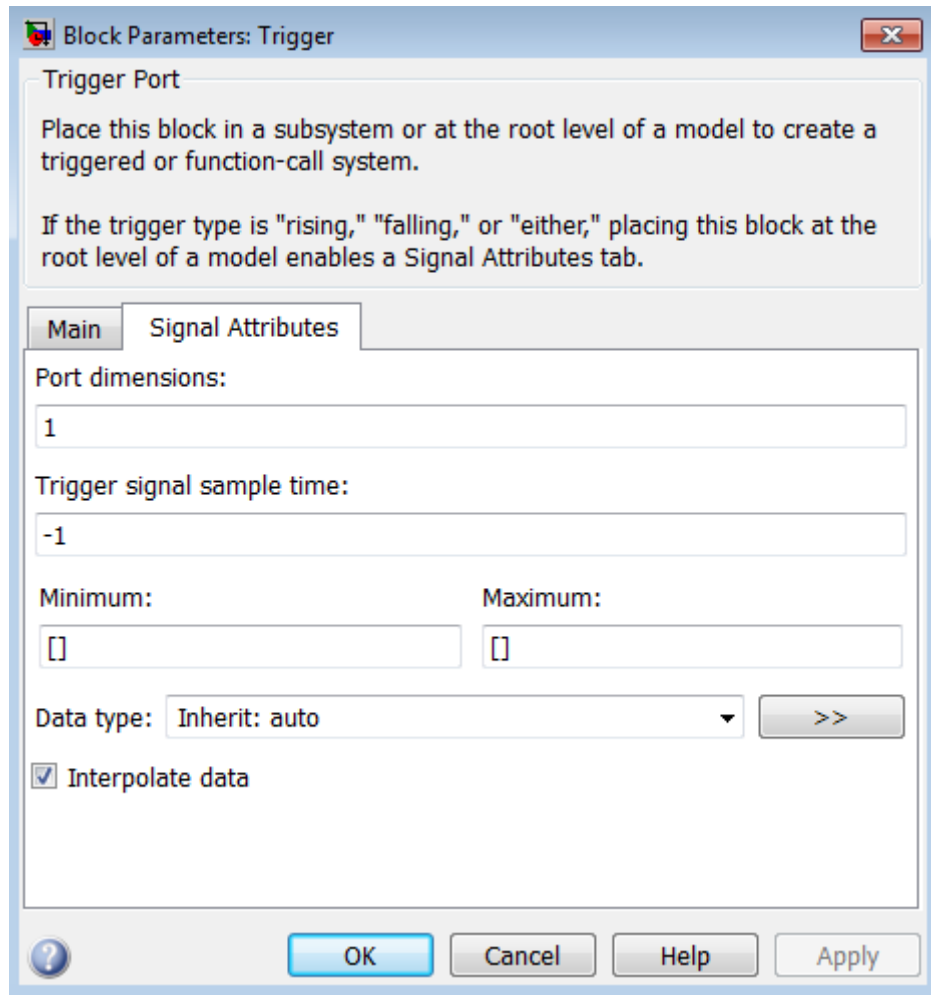 Block Parameters: Trigger
Trigger Port
Place this block in a subsystem or at the root level of a model to create a
triggered or function-call system.
If the trigger type is "rising," "falling," or "either," placing this block at the
root level of a model enables a Signal Attributes tab.
Main Signal Attributes
Port dimensions:
1
Trigger signal sample time:
-1
Minimum: Maximum:
[] []
Data type: Inherit: auto >>
Interpolate data
? OK Cancel Help Apply